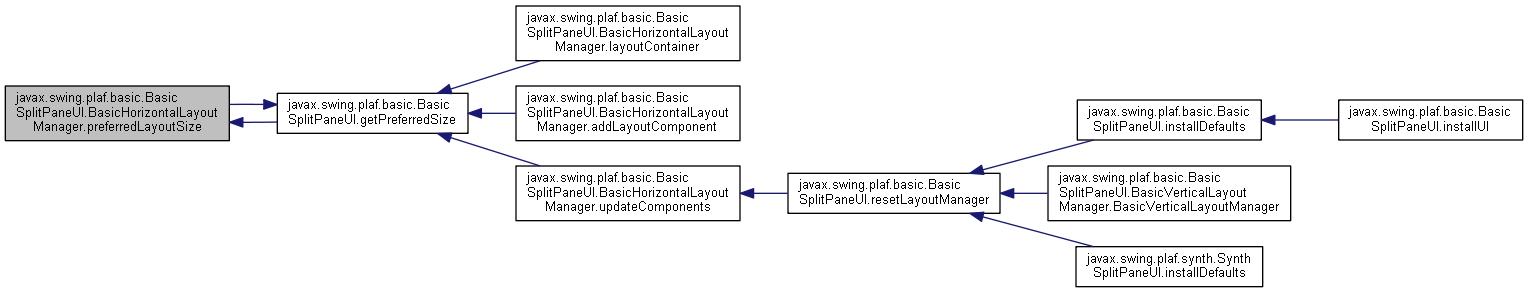 javax.swing.plaf.basic.Basic
SplitPaneUI.BasicHorizontalLayout
Manager.preferredLayoutSize
javax.swing.plaf.basic.Basic
SplitPaneUI.getPreferredSize
javax.swing.plaf.basic.Basic
SplitPaneUI.BasicHorizontalLayout
Manager.layoutContainer
javax.swing.plaf.basic.Basic
SplitPaneUI.BasicHorizontalLayout
Manager.addLayoutComponent
javax.swing.plaf.basic.Basic
SplitPaneUI.BasicHorizontalLayout
Manager.updateComponents
javax.swing.plaf.basic.Basic
SplitPaneUI.resetLayoutManager
javax.swing.plaf.basic.Basic
SplitPaneUI.installDefaults
javax.swing.plaf.basic.Basic
SplitPaneUI.BasicVerticalLayout
Manager.BasicVerticalLayoutManager
javax.swing.plaf.synth.Synth
SplitPaneUI.installDefaults
javax.swing.plaf.basic.Basic
SplitPaneUI.installUI